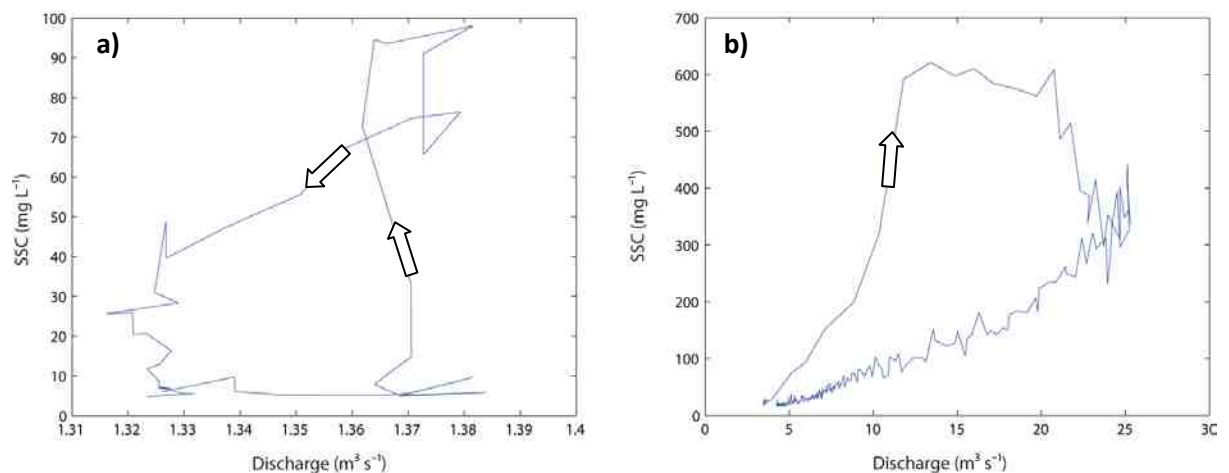 a)
100
90
80
70
60
50
40
30
20
10
0
SSC (mg L⁻¹)
1.31 1.32 1.33 1.34 1.35 1.36 1.37 1.38 1.39 1.4
Discharge (m³ s⁻¹)
b)
700
600
500
400
300
200
100
0
SSC (mg L⁻¹)
0 5 10 15 20 25 30
Discharge (m³ s⁻¹)